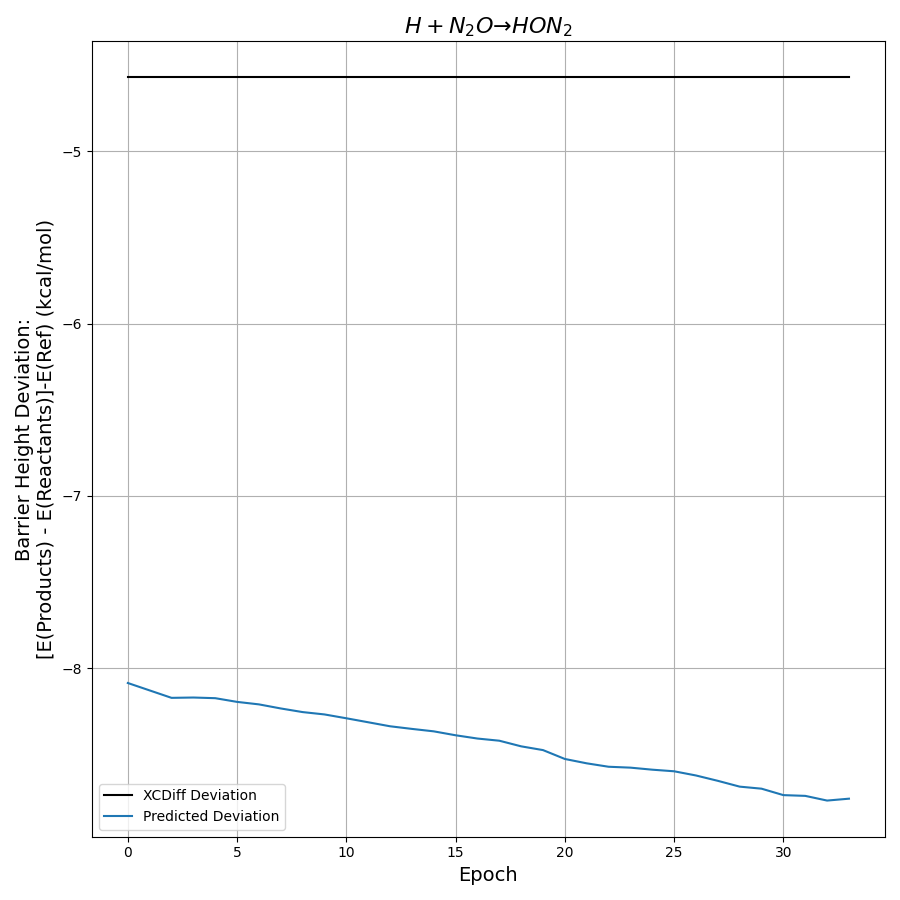 H + N₂O→HON₂
Barrier Height Deviation:
[E(Products) - E(Reactants)]-E(Ref) (kcal/mol)
−5
−6
−7
−8
XCDiff Deviation
Predicted Deviation
0 5 10 15 20 25 30
Epoch